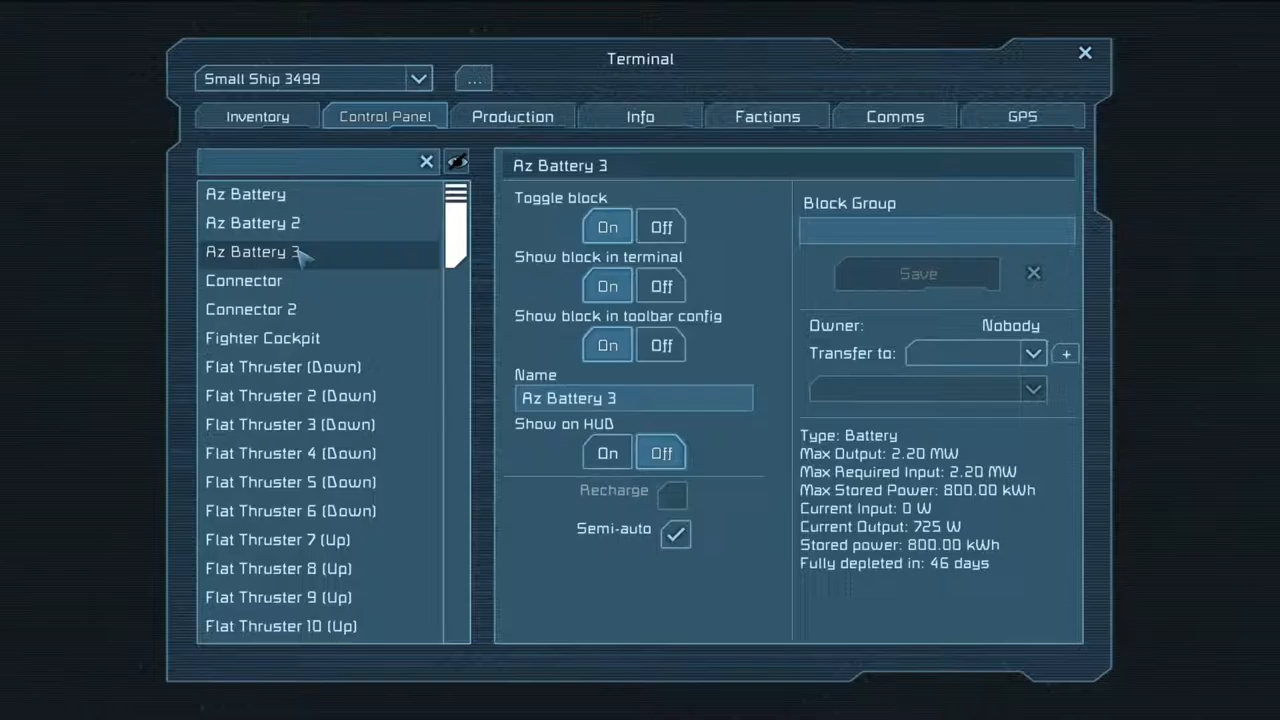 Terminal
Small Ship 3499
...
Inventory
Control Panel
Production
Info
Factions
Comms
GPS
Az Battery
Az Battery 2
Az Battery 3
Connector
Connector 2
Fighter Cockpit
Flat Thruster (Down)
Flat Thruster 2 (Down)
Flat Thruster 3 (Down)
Flat Thruster 4 (Down)
Flat Thruster 5 (Down)
Flat Thruster 6 (Down)
Flat Thruster 7 (Up)
Flat Thruster 8 (Up)
Flat Thruster 9 (Up)
Flat Thruster 10 (Up)
Az Battery 3
Toggle block
On Off
Show block in terminal
On Off
Show block in toolbar config
On Off
Name
Az Battery 3
Show on HUD
On Off
Recharge
Semi-auto
Block Group
Save
Owner: Nobody
Transfer to:
+
Type: Battery
Max Output: 2.20 MW
Max Required Input: 2.20 MW
Max Stored Power: 800.00 kWh
Current Input: 0 W
Current Output: 725 W
Stored power: 800.00 kWh
Fully depleted in: 46 days